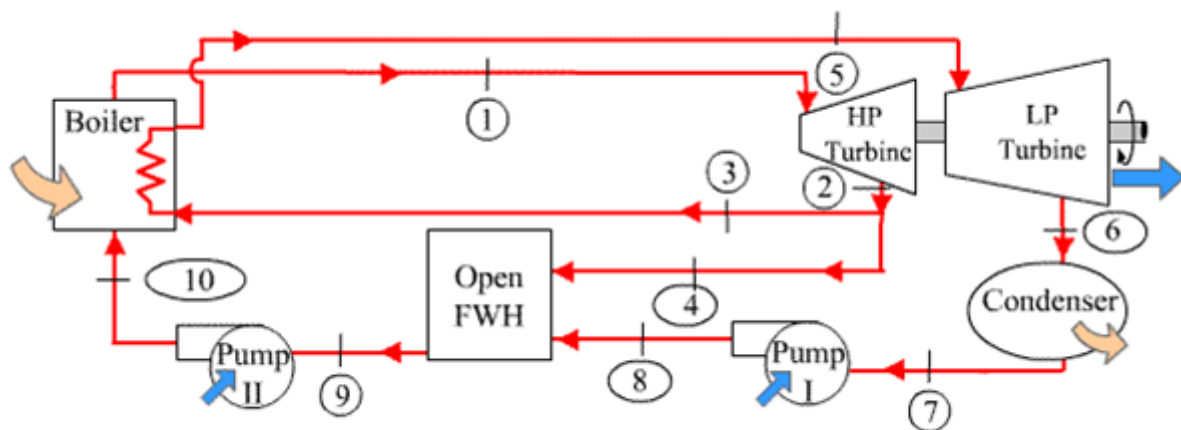 5
Boiler
1
HP
Turbine
LP
Turbine
3
2
6
10
Open
FWH
4
Condenser
Pump
II
9
8
Pump
I
7